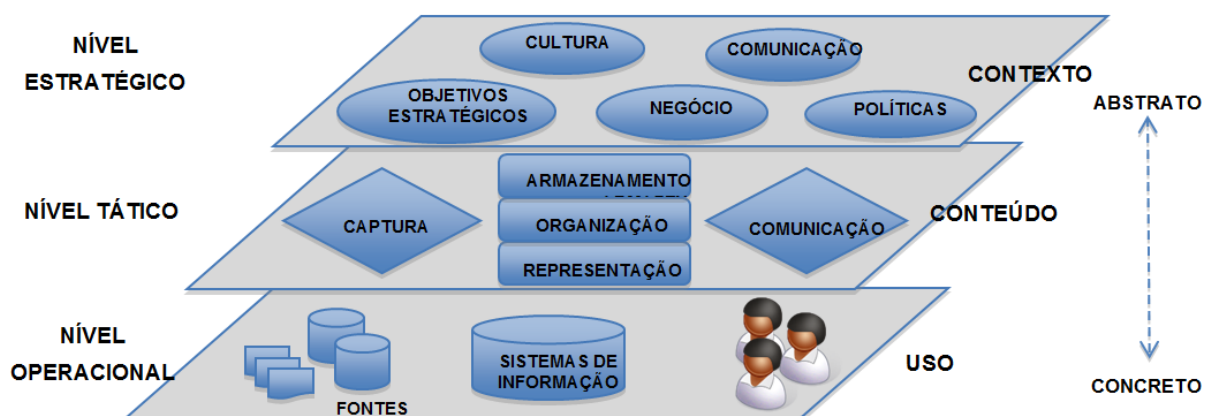 NÍVEL
ESTRATÉGICO
CULTURA
COMUNICAÇÃO
OBJETIVOS
ESTRATÉGICOS
NEGÓCIO
POLÍTICAS
CONTEXTO
ABSTRATO
NÍVEL TÁTICO
CAPTURA
ARMAZENAMENTO
ORGANIZAÇÃO
REPRESENTAÇÃO
COMUNICAÇÃO
CONTEÚDO
NÍVEL
OPERACIONAL
FONTES
SISTEMAS DE
INFORMAÇÃO
USO
CONCRETO